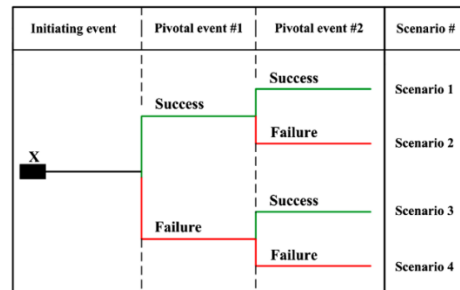 Initiating event Pivotal event #1 Pivotal event #2 Scenario #
Success Scenario 1
Success
Failure Scenario 2
X
Success Scenario 3
Failure
Failure Scenario 4